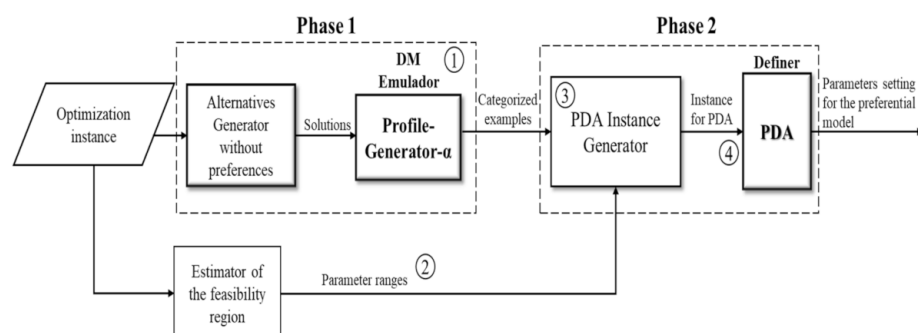 Phase 1
Phase 2
DM
Emulador
1
Definer
Optimization
instance
Alternatives
Generator
without
preferences
Solutions
Profile-
Generator-α
Categorized
examples
3
PDA Instance
Generator
Instance
for PDA
4
PDA
Parameters setting
for the preferential
model
Estimator of
the feasibility
region
Parameter ranges
2